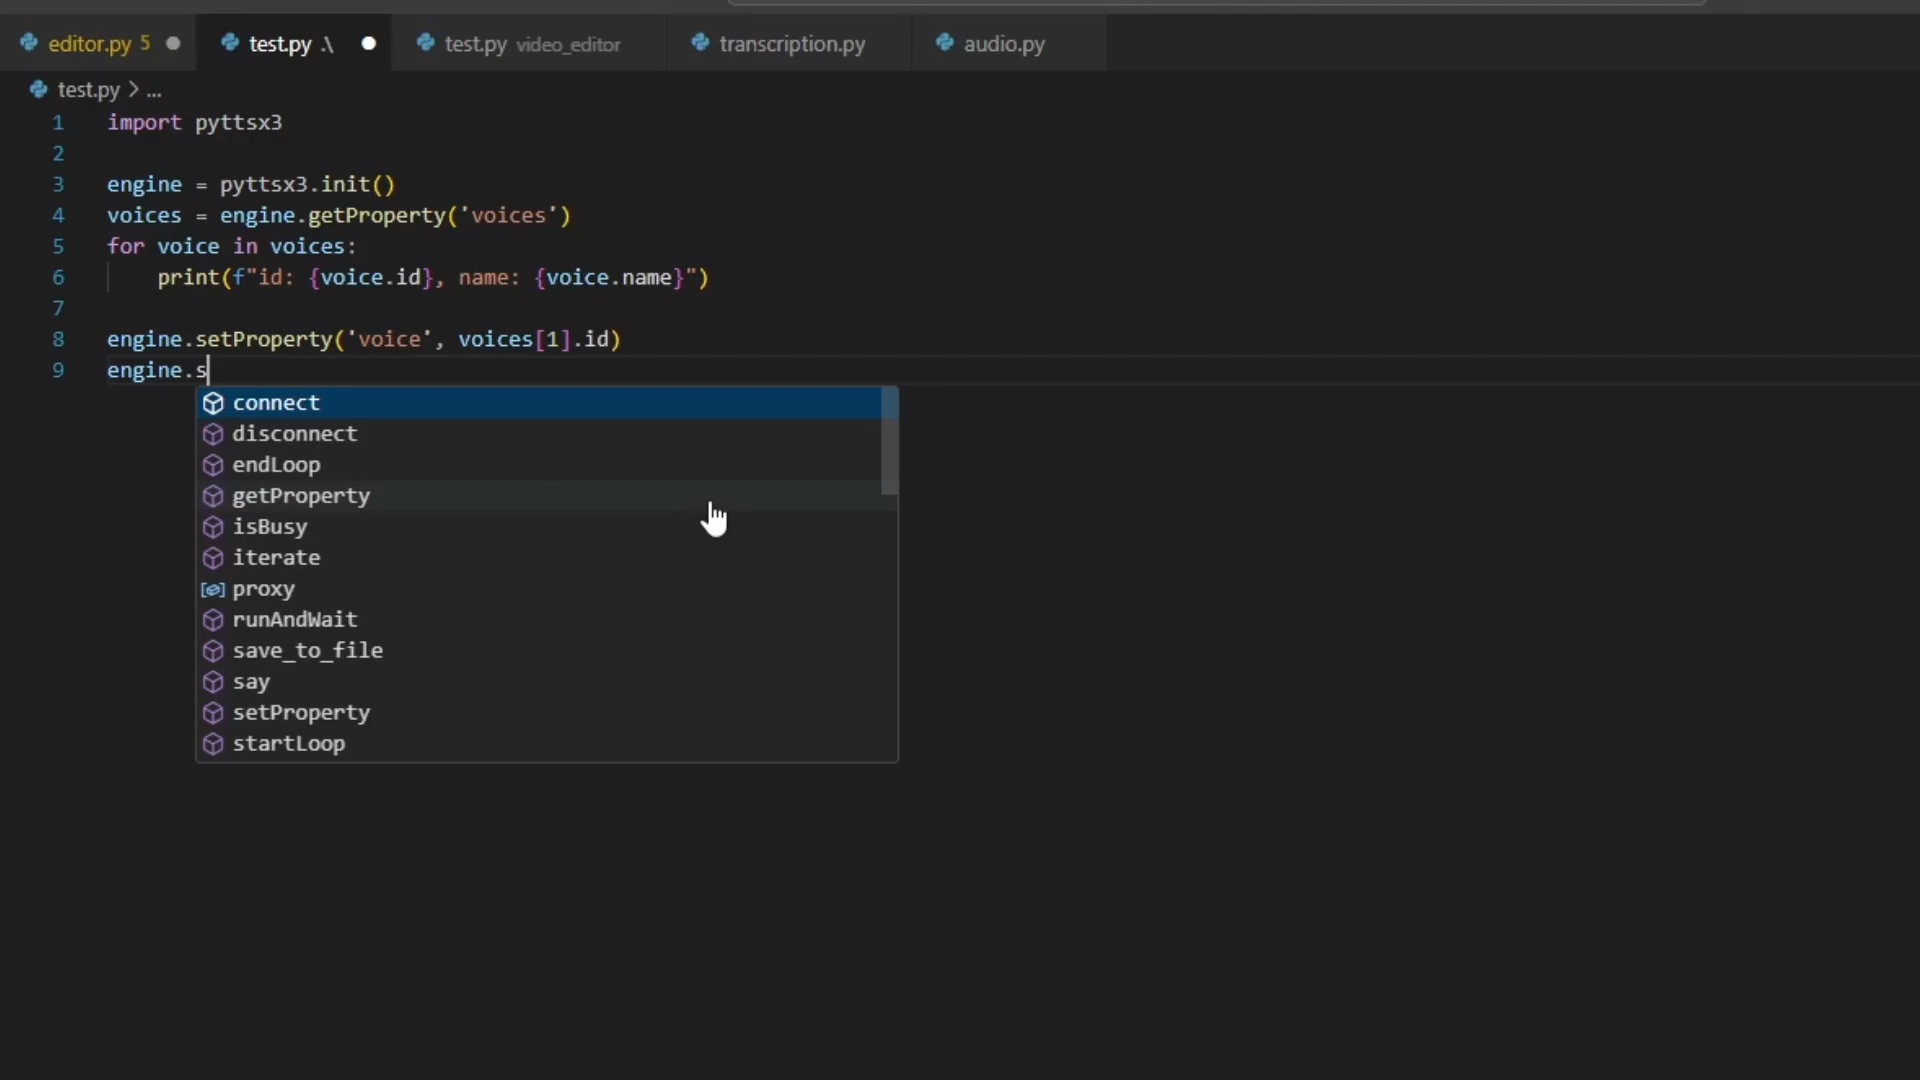 editor.py 5 test.py .\ test.py video_editor transcription.py audio.py
test.py > ...
1 import pyttsx3
2
3 engine = pyttsx3.init()
4 voices = engine.getProperty('voices')
5 for voice in voices:
6 print(f"id: {voice.id}, name: {voice.name}")
7
8 engine.setProperty('voice', voices[1].id)
9 engine.s
connect
disconnect
endLoop
getProperty
isBusy
iterate
proxy
runAndWait
save_to_file
say
setProperty
startLoop